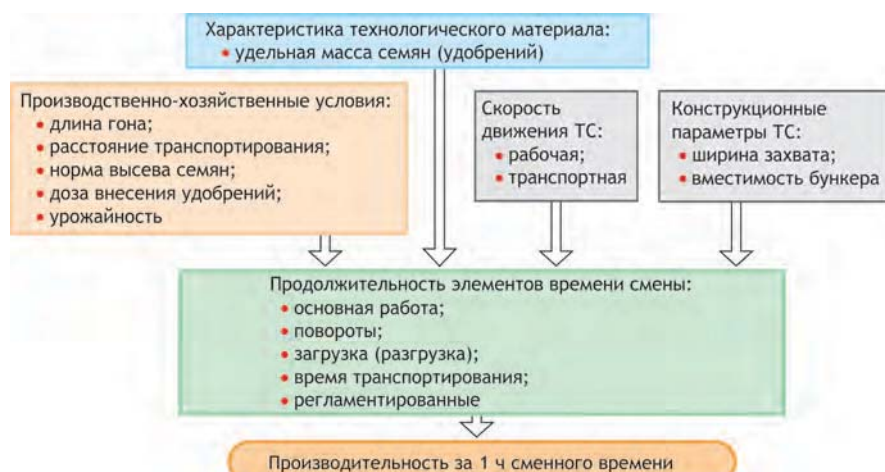 Характеристика технологического материала:
• удельная масса семян (удобрений)
Производственно-хозяйственные условия:
• длина гона;
• расстояние транспортирования;
• норма высева семян;
• доза внесения удобрений;
• урожайность
Скорость
движения ТС:
• рабочая;
• транспортная
Конструкционные
параметры ТС:
• ширина захвата;
• вместимость бункера
Продолжительность элементов времени смены:
• основная работа;
• повороты;
• загрузка (разгрузка);
• время транспортирования;
• регламентированные
Производительность за 1 ч сменного времени